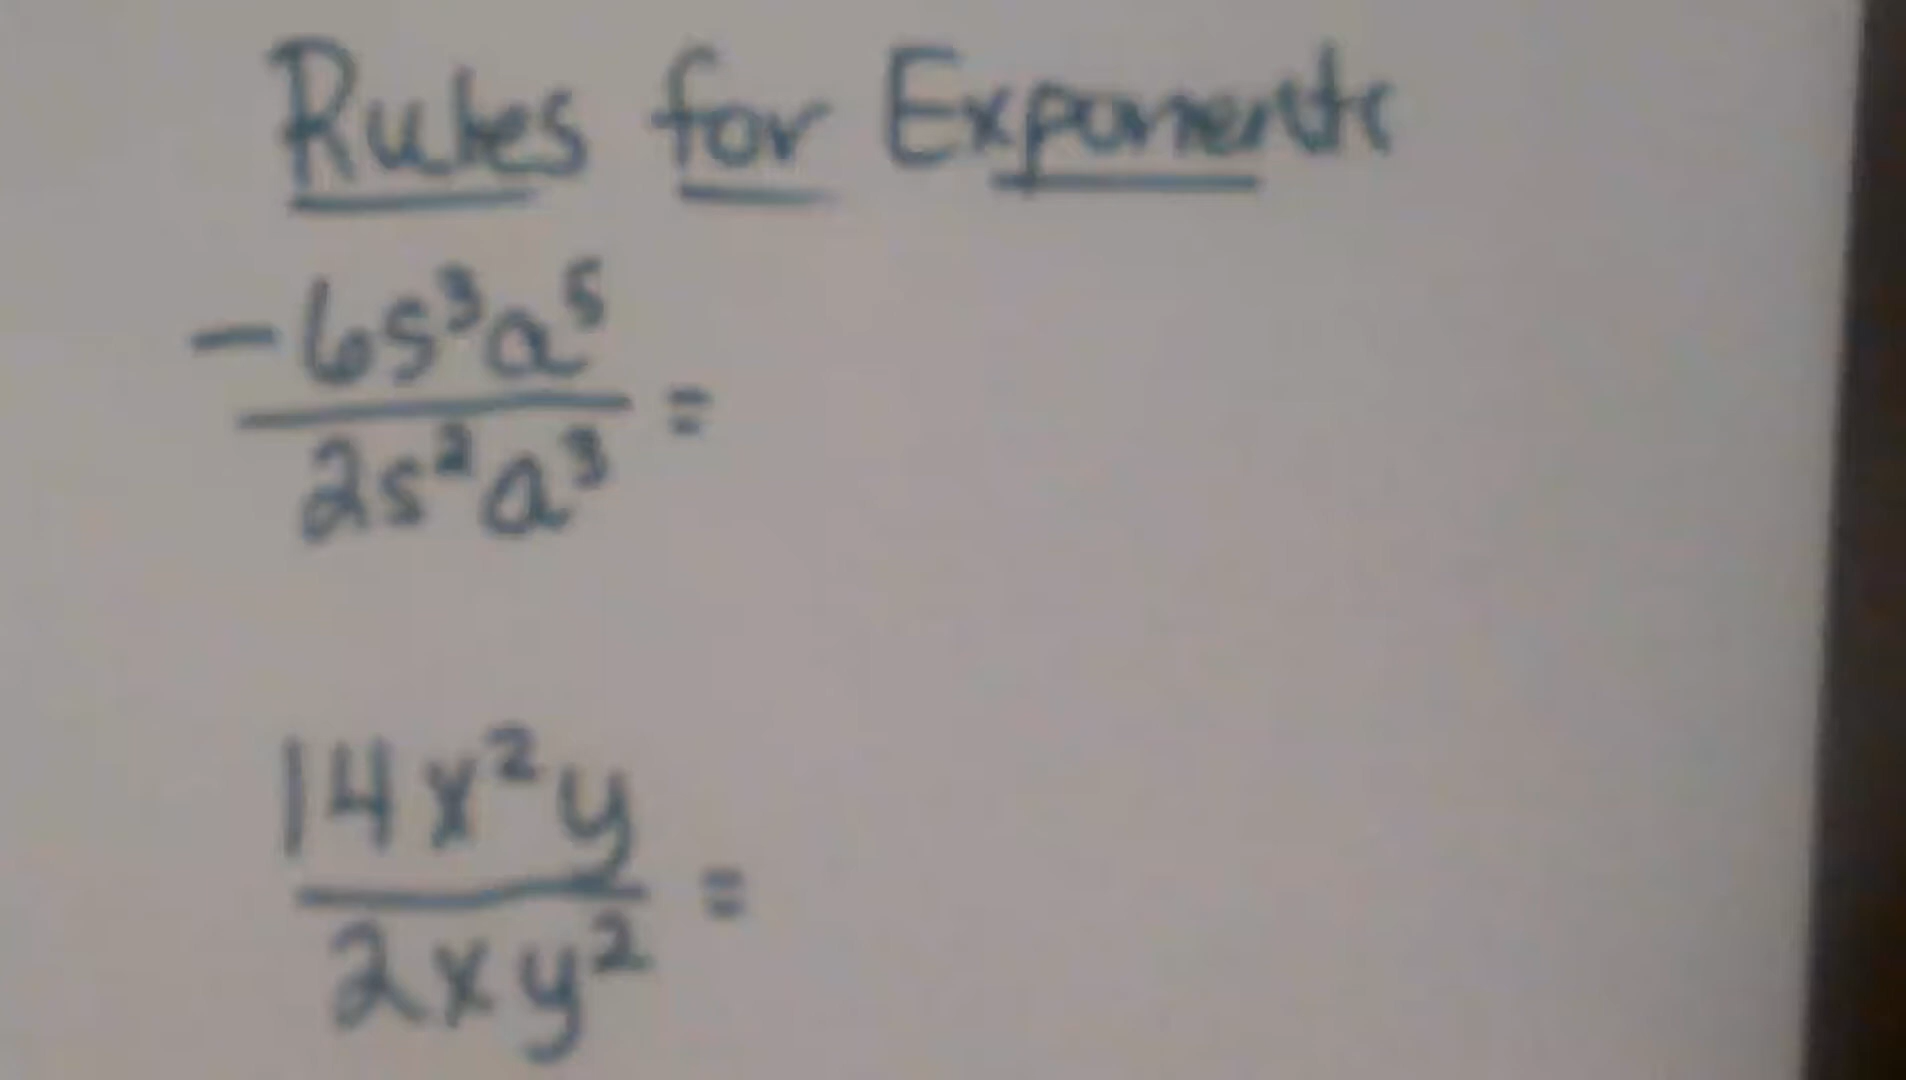 Rules for Exponents
-6s³a⁵
2s²a³ =
14x²y
2xy² =